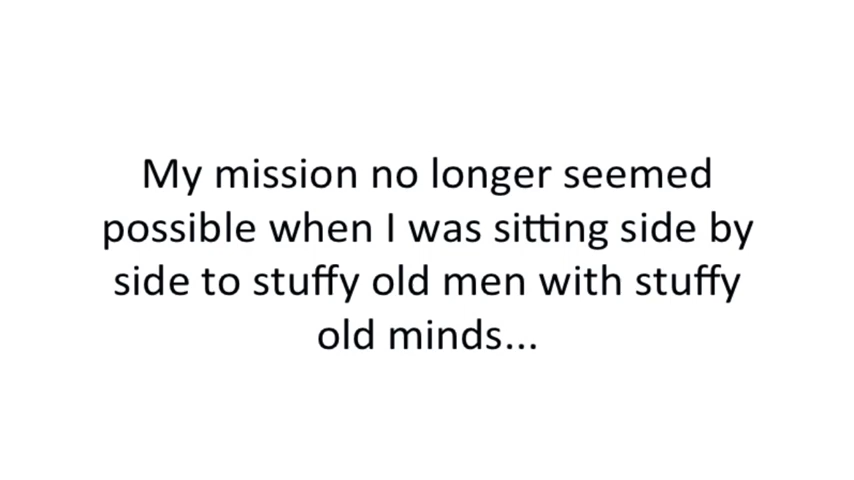 My mission no longer seemed
possible when I was sitting side by
side to stuffy old men with stuffy
old minds...